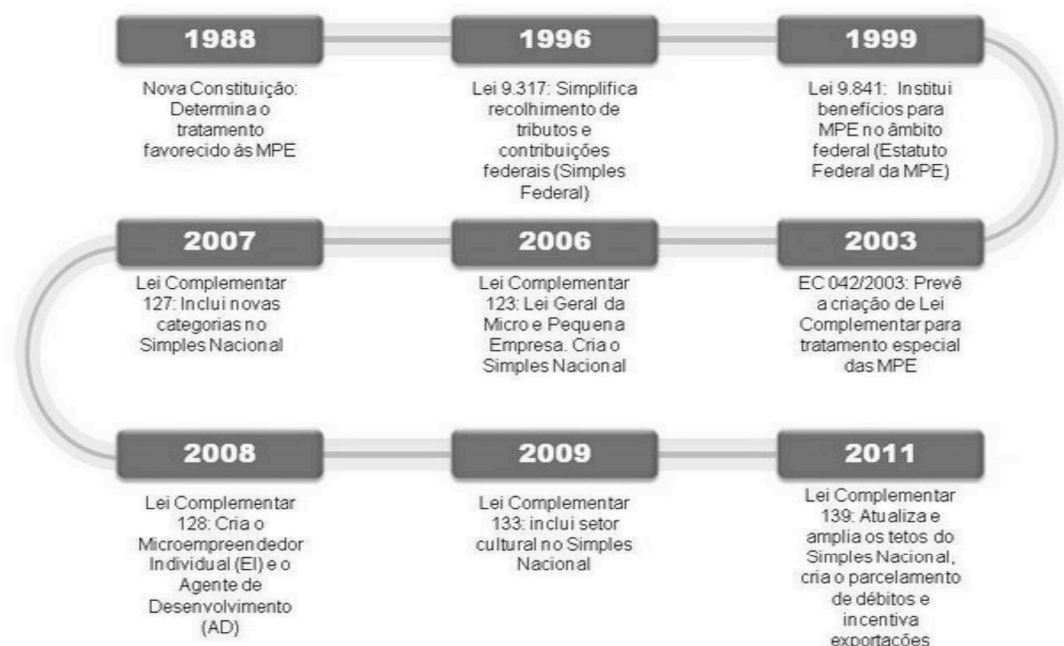 1988
Nova Constituição:
Determina o
tratamento
favorecido às MPE
1996
Lei 9.317: Simplifica
recolhimento de
tributos e
contribuições
federais (Simples
Federal)
1999
Lei 9.841: Institui
benefícios para
MPE no âmbito
federal (Estatuto
Federal da MPE)
2003
EC 042/2003: Prevê
a criação de Lei
Complementar para
tratamento especial
das MPE
2006
Lei Complementar
123: Lei Geral da
Micro e Pequena
Empresa. Cria o
Simples Nacional
2007
Lei Complementar
127: Inclui novas
categorias no
Simples Nacional
2008
Lei Complementar
128: Cria o
Microempreendedor
Individual (EI) e o
Agente de
Desenvolvimento
(AD)
2009
Lei Complementar
133: inclui setor
cultural no Simples
Nacional
2011
Lei Complementar
139: Atualiza e
amplia os tetos do
Simples Nacional,
cria o parcelamento
de débitos e
incentiva
exportações